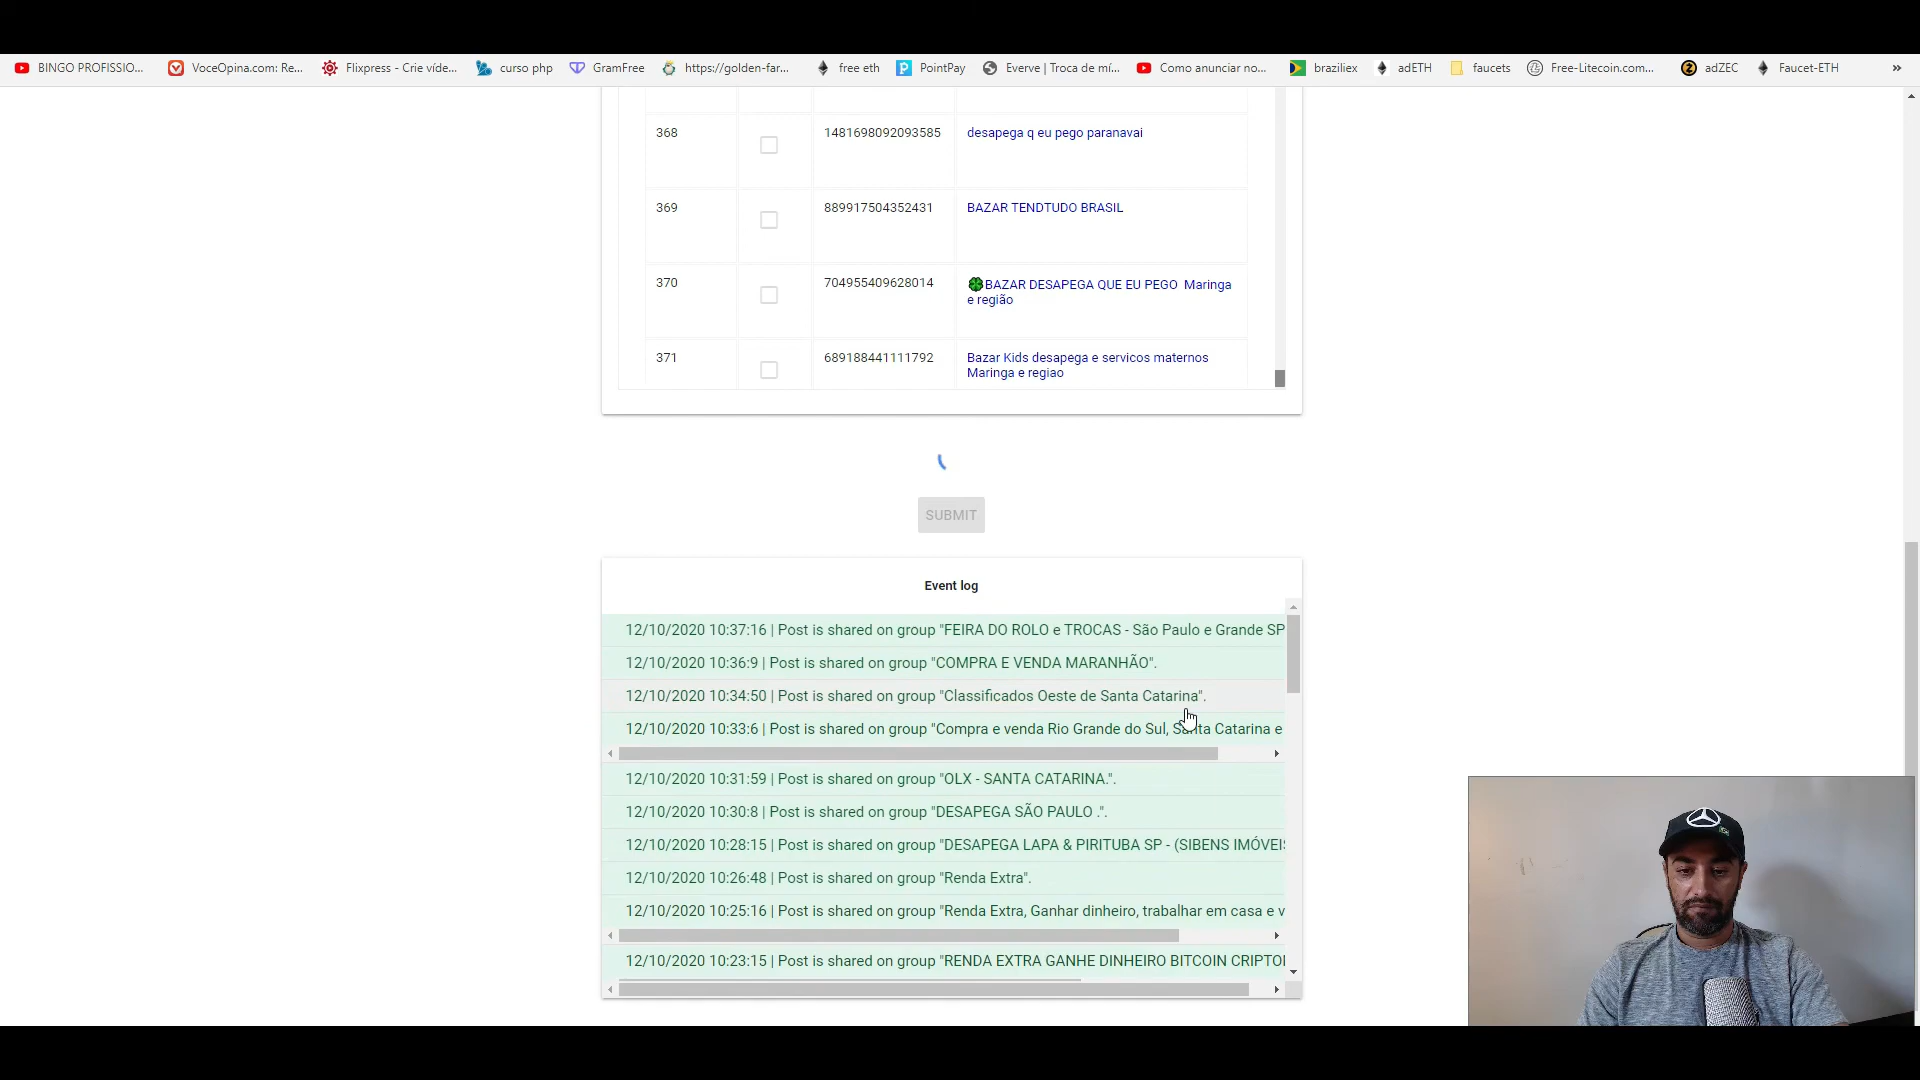 BINGO PROFISSIO... VoceOpina.com: Re... Flixpress - Crie víde... curso php GramFree https://golden-far... free eth PointPay Everve | Troca de mí... Como anunciar no... braziliex adETH faucets Free-Litecoin.com... adZEC Faucet-ETH »
368 1481698092093585 desapega q eu pego paranavai
369 889917504352431 BAZAR TENDTUDO BRASIL
370 704955409628014 🍀BAZAR DESAPEGA QUE EU PEGO Maringa
e região
371 689188441111792 Bazar Kids desapega e servicos maternos
Maringa e regiao
SUBMIT
Event log
12/10/2020 10:37:16 | Post is shared on group "FEIRA DO ROLO e TROCAS - São Paulo e Grande SP
12/10/2020 10:36:9 | Post is shared on group "COMPRA E VENDA MARANHÃO".
12/10/2020 10:34:50 | Post is shared on group "Classificados Oeste de Santa Catarina".
12/10/2020 10:33:6 | Post is shared on group "Compra e venda Rio Grande do Sul, Santa Catarina e
12/10/2020 10:31:59 | Post is shared on group "OLX - SANTA CATARINA.".
12/10/2020 10:30:8 | Post is shared on group "DESAPEGA SÃO PAULO .".
12/10/2020 10:28:15 | Post is shared on group "DESAPEGA LAPA & PIRITUBA SP - (SIBENS IMÓVEIS
12/10/2020 10:26:48 | Post is shared on group "Renda Extra".
12/10/2020 10:25:16 | Post is shared on group "Renda Extra, Ganhar dinheiro, trabalhar em casa e v
12/10/2020 10:23:15 | Post is shared on group "RENDA EXTRA GANHE DINHEIRO BITCOIN CRIPTO